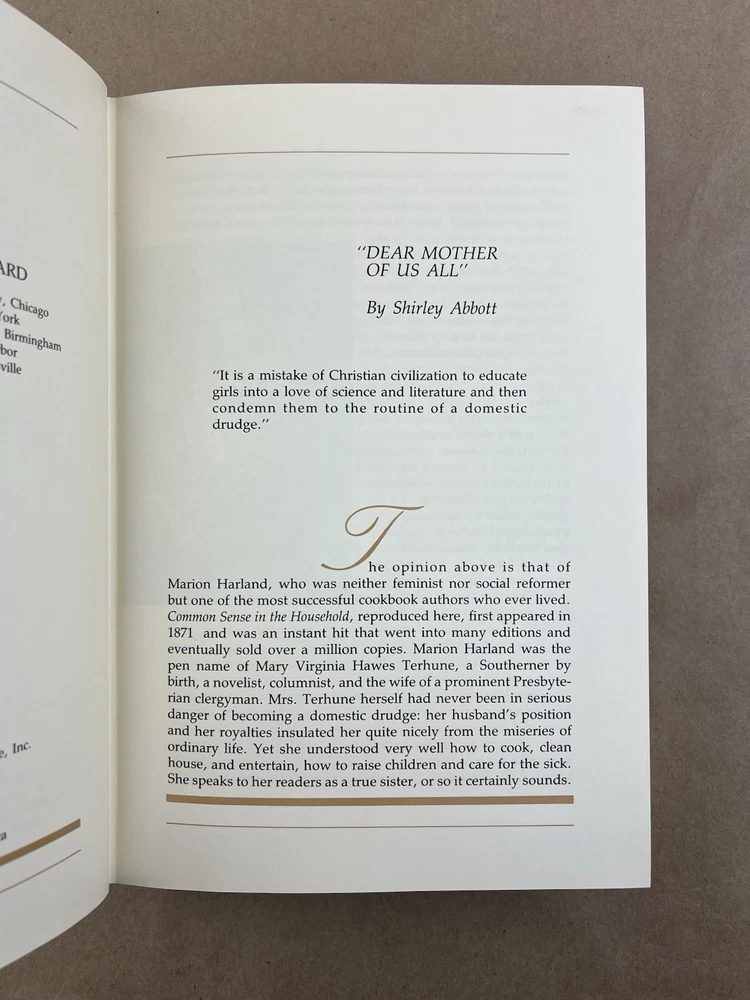 ARD
, Chicago
York
Birmingham
bor
ville
e, Inc.
"DEAR MOTHER
OF US ALL"
By Shirley Abbott
"It is a mistake of Christian civilization to educate
girls into a love of science and literature and then
condemn them to the routine of a domestic
drudge."
The opinion above is that of
Marion Harland, who was neither feminist nor social reformer
but one of the most successful cookbook authors who ever lived.
Common Sense in the Household, reproduced here, first appeared in
1871 and was an instant hit that went into many editions and
eventually sold over a million copies. Marion Harland was the
pen name of Mary Virginia Hawes Terhune, a Southerner by
birth, a novelist, columnist, and the wife of a prominent Presbyte-
rian clergyman. Mrs. Terhune herself had never been in serious
danger of becoming a domestic drudge: her husband's position
and her royalties insulated her quite nicely from the miseries of
ordinary life. Yet she understood very well how to cook, clean
house, and entertain, how to raise children and care for the sick.
She speaks to her readers as a true sister, or so it certainly sounds.